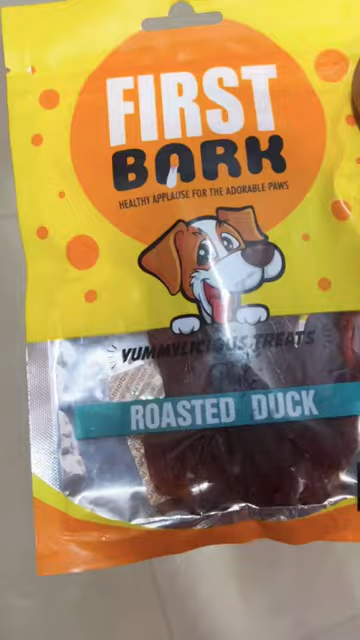 FIRST
BARK
HEALTHY APPLAUSE FOR THE ADORABLE PAWS
YUMMYLICIOUS TREATS
ROASTED DUCK